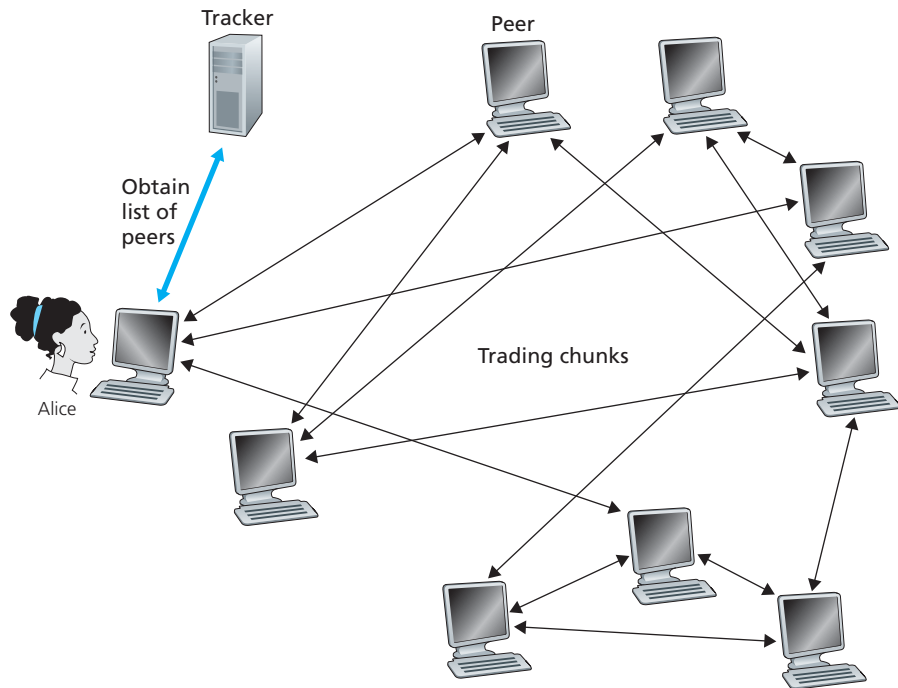 Tracker
Peer
Obtain
list of
peers
Trading chunks
Alice